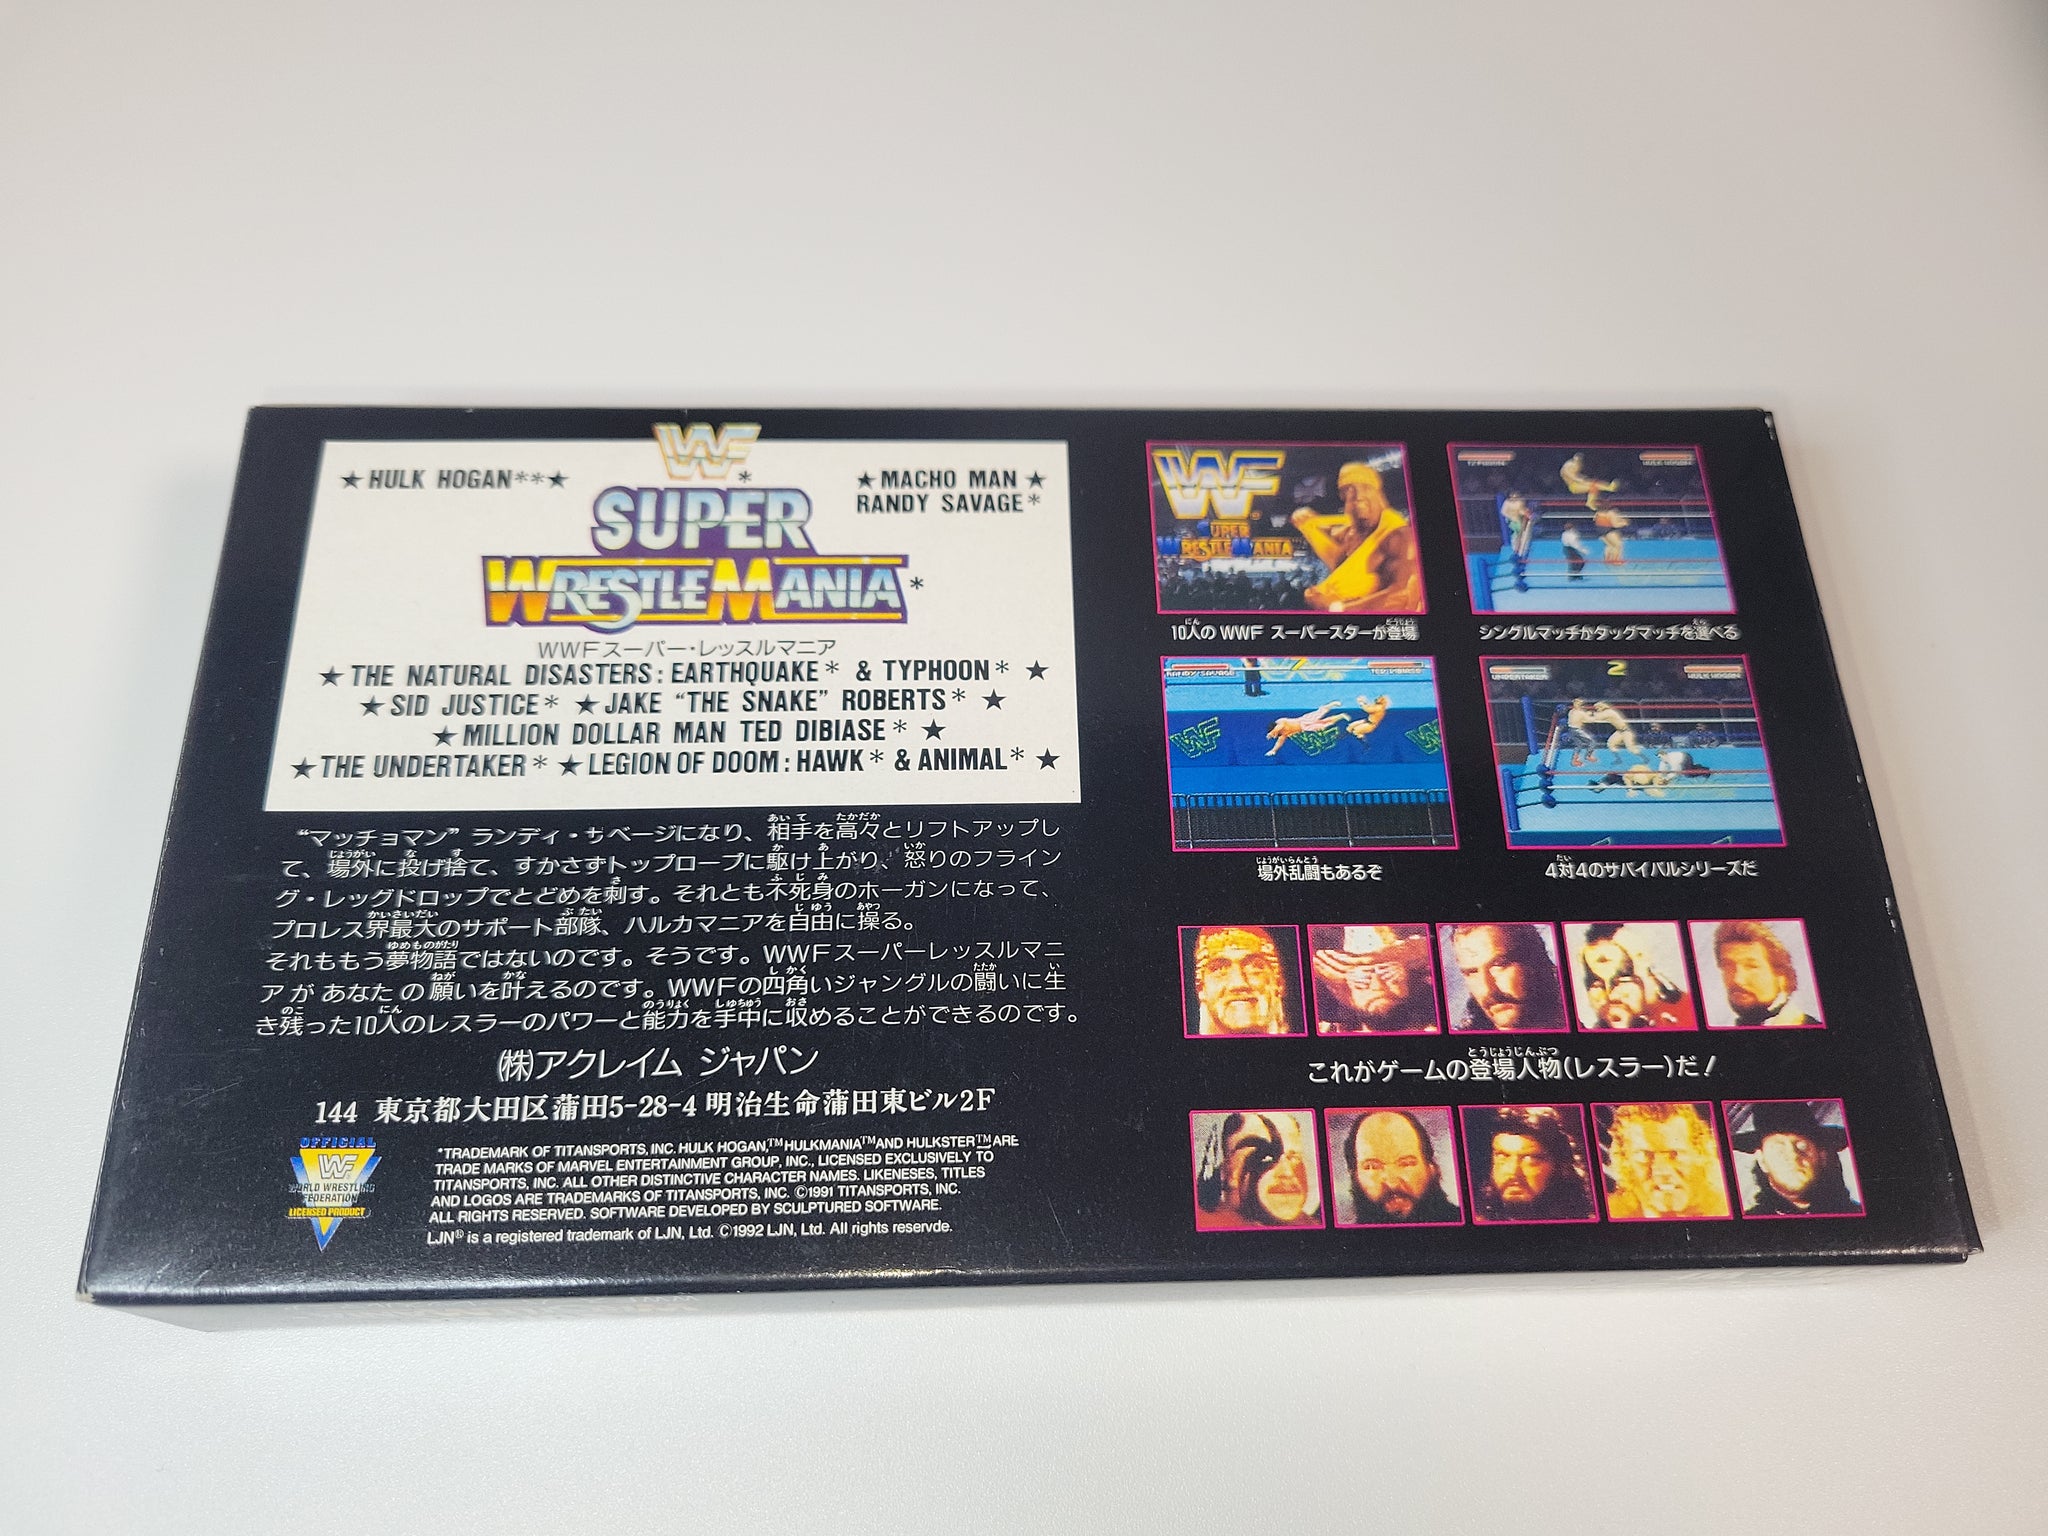 WF
★HULK HOGAN**★
★MACHO MAN★
RANDY SAVAGE*
SUPER
WRESTLEMANIA*
WWFスーパー・レッスルマニア
★THE NATURAL DISASTERS: EARTHQUAKE* & TYPHOON* ★
★SID JUSTICE* ★JAKE “THE SNAKE” ROBERTS* ★
★MILLION DOLLAR MAN TED DIBIASE* ★
★THE UNDERTAKER* ★LEGION OF DOOM: HAWK* & ANIMAL* ★
“マッチョマン”ランディ・サベージになり、相手を高々とリフトアップし
て、場外に投げ捨て、すかさずトップロープに駆け上がり、怒りのフライン
グ・レッグドロップでとどめを刺す。それとも不死身のホーガンになって、
プロレス界最大のサポート部隊、ハルカマニアを自由に操る。
それももう夢物語ではないのです。そうです。WWFスーパーレッスルマニ
アが あなたの願いを叶えるのです。WWFの四角いジャングルの闘いに生
き残った10人のレスラーのパワーと能力を手中に収めることができるのです。
(株)アクレイム ジャパン
144 東京都大田区蒲田5-28-4 明治生命蒲田東ビル2F
OFFICIAL
WF
WORLD WRESTLING
FEDERATION
LICENSED PRODUCT
*TRADEMARK OF TITANSPORTS, INC. HULK HOGAN,™ HULKMANIA™ AND HULKSTER™ ARE
TRADE MARKS OF MARVEL ENTERTAINMENT GROUP, INC., LICENSED EXCLUSIVELY TO
TITANSPORTS, INC. ALL OTHER DISTINCTIVE CHARACTER NAMES. LIKENESES, TITLES
AND LOGOS ARE TRADEMARKS OF TITANSPORTS, INC. ©1991 TITANSPORTS, INC.
ALL RIGHTS RESERVED. SOFTWARE DEVELOPED BY SCULPTURED SOFTWARE.
LJN® is a registered trademark of LJN, Ltd. ©1992 LJN, Ltd. All rights reservde.
WF
SUPER
WRESTLEMANIA
10人のWWF スーパースターが登場
HULK HOGAN
シングルマッチかタッグマッチを選べる
RANDY SAVAGE
TED DIBIASE
WF
WF
場外乱闘もあるぞ
UNDERTAKER
2
HULK HOGAN
4対4のサバイバルシリーズだ
これがゲームの登場人物(レスラー)だ!